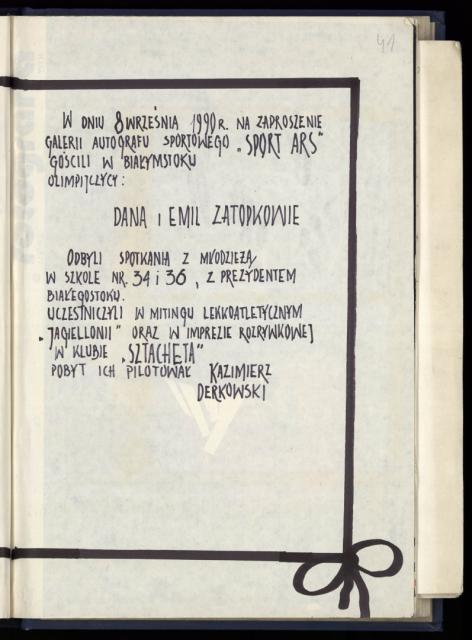 41
W DNIU 8 WRZEŚNIA 1990 R. NA ZAPROSZENIE
GALERII AUTOGRAFU SPORTOWEGO „SPORT ARS"
GOŚCILI W BIAŁYMSTOKU
OLIMPIJCZYCY:
DANA i EMIL ZATOPKOWIE
ODBYLI SPOTKANIA Z MŁODZIEŻĄ
W SZKOLE NR. 34 i 36, Z PREZYDENTEM
BIAŁEGOSTOKU.
UCZESTNICZYLI W MITINGU LEKKOATLETYCZNYM
„JAGIELLONII" ORAZ W IMPREZIE ROZRYWKOWEJ
W KLUBIE „SZTACHETA"
POBYT ICH PILOTOWAŁ KAZIMIERZ
DERKOWSKI